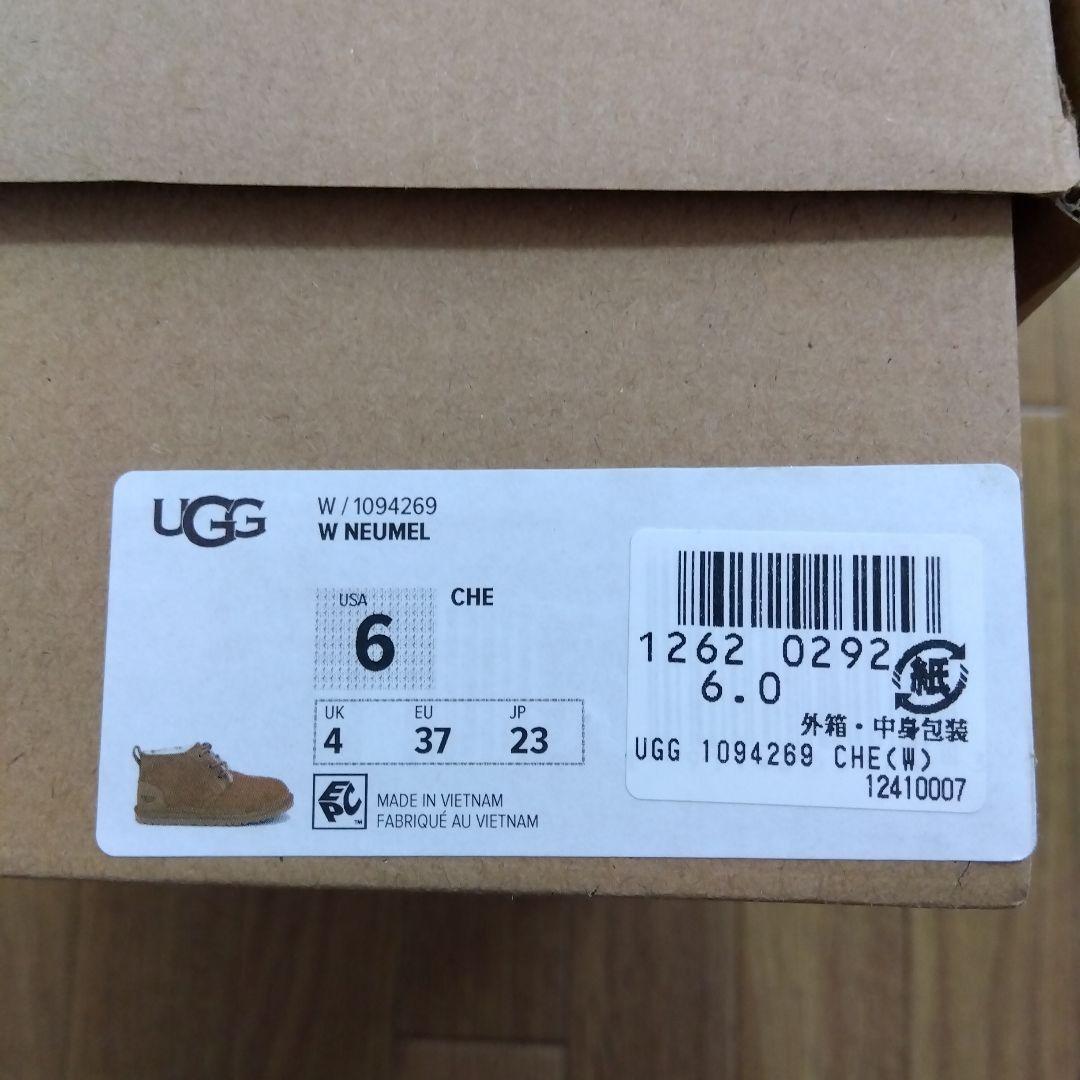 UGG
W / 1094269
W NEUMEL
USA
6
CHE
UK
4
EU
37
JP
23
EPC™
MADE IN VIETNAM
FABRIQUÉ AU VIETNAM
1262 0292
6.0
紙
外箱・中身包装
UGG 1094269 CHE(W)
12410007